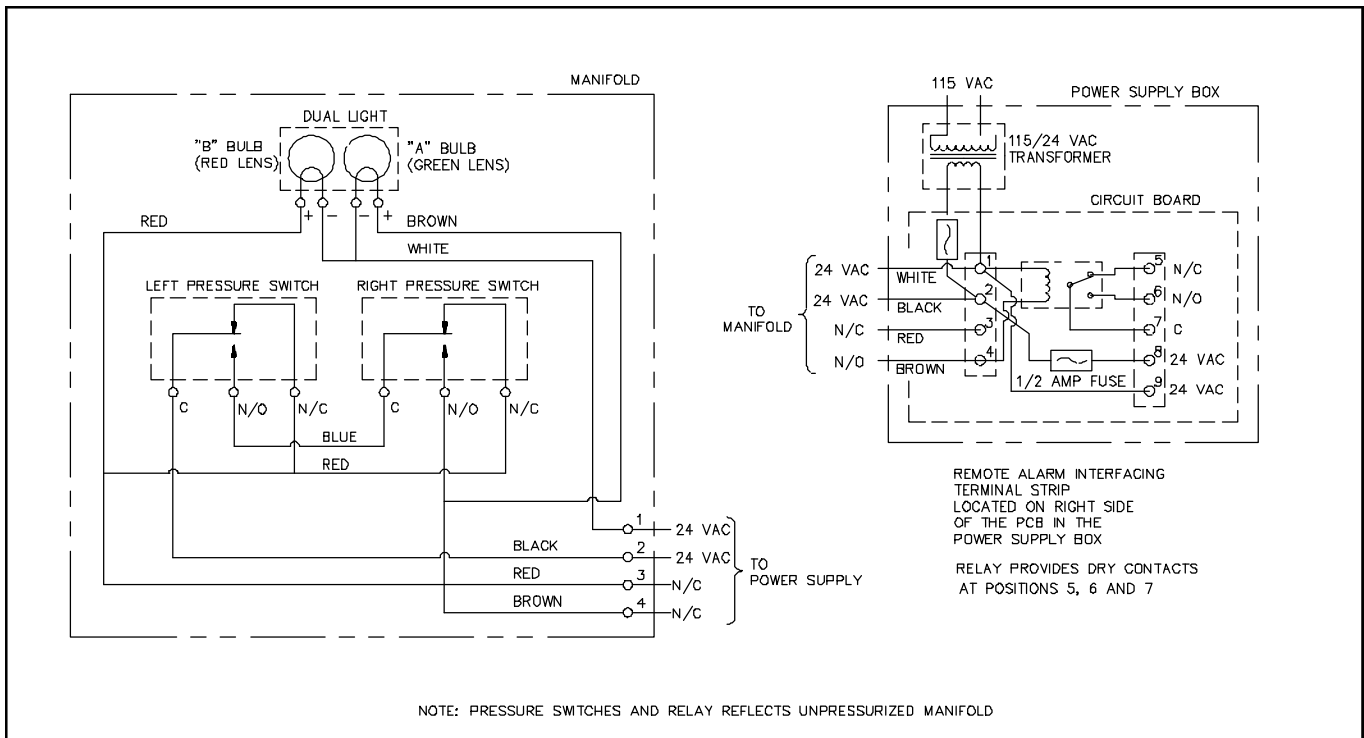 MANIFOLD
DUAL LIGHT
"B" BULB
(RED LENS)
"A" BULB
(GREEN LENS)
+ - - +
RED
BROWN
WHITE
LEFT PRESSURE SWITCH
RIGHT PRESSURE SWITCH
C N/O N/C
C N/O N/C
BLUE
RED
1 24 VAC
BLACK 2 24 VAC
RED 3 N/C
BROWN 4 N/C
TO
POWER SUPPLY
115 VAC
POWER SUPPLY BOX
115/24 VAC
TRANSFORMER
CIRCUIT BOARD
TO
MANIFOLD
24 VAC WHITE 1
24 VAC BLACK 2
N/C RED 3
N/O BROWN 4
5 N/C
6 N/O
7 C
8 24 VAC
9 24 VAC
1/2 AMP FUSE
REMOTE ALARM INTERFACING
TERMINAL STRIP
LOCATED ON RIGHT SIDE
OF THE PCB IN THE
POWER SUPPLY BOX
RELAY PROVIDES DRY CONTACTS
AT POSITIONS 5, 6 AND 7
NOTE: PRESSURE SWITCHES AND RELAY REFLECTS UNPRESSURIZED MANIFOLD